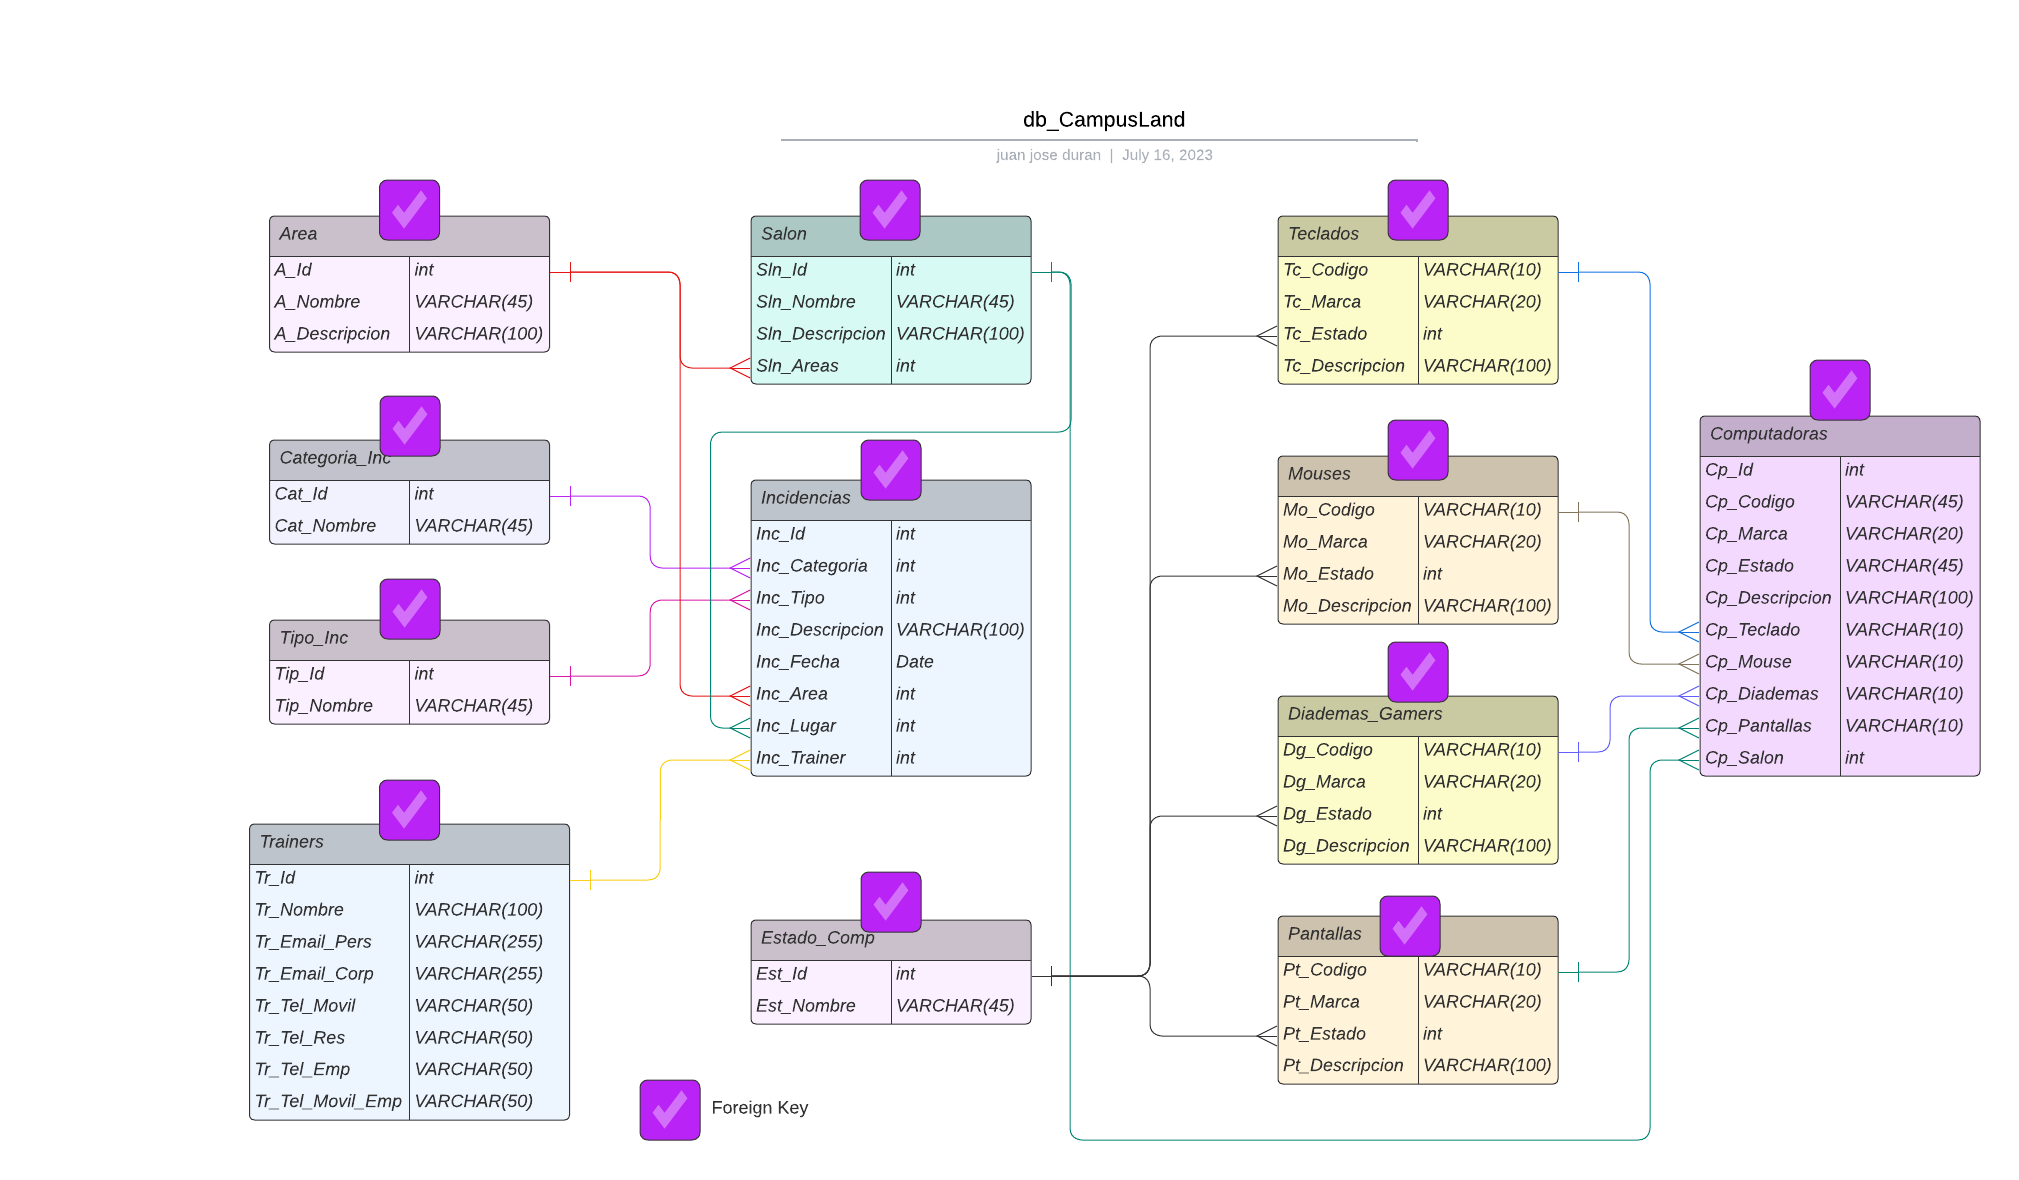 db_CampusLand
juan jose duran | July 16, 2023
Area
A_Id int
A_Nombre VARCHAR(45)
A_Descripcion VARCHAR(100)
Categoria_Inc
Cat_Id int
Cat_Nombre VARCHAR(45)
Tipo_Inc
Tip_Id int
Tip_Nombre VARCHAR(45)
Trainers
Tr_Id int
Tr_Nombre VARCHAR(100)
Tr_Email_Pers VARCHAR(255)
Tr_Email_Corp VARCHAR(255)
Tr_Tel_Movil VARCHAR(50)
Tr_Tel_Res VARCHAR(50)
Tr_Tel_Emp VARCHAR(50)
Tr_Tel_Movil_Emp VARCHAR(50)
Salon
Sln_Id int
Sln_Nombre VARCHAR(45)
Sln_Descripcion VARCHAR(100)
Sln_Areas int
Incidencias
Inc_Id int
Inc_Categoria int
Inc_Tipo int
Inc_Descripcion VARCHAR(100)
Inc_Fecha Date
Inc_Area int
Inc_Lugar int
Inc_Trainer int
Estado_Comp
Est_Id int
Est_Nombre VARCHAR(45)
Foreign Key
Teclados
Tc_Codigo VARCHAR(10)
Tc_Marca VARCHAR(20)
Tc_Estado int
Tc_Descripcion VARCHAR(100)
Mouses
Mo_Codigo VARCHAR(10)
Mo_Marca VARCHAR(20)
Mo_Estado int
Mo_Descripcion VARCHAR(100)
Diademas_Gamers
Dg_Codigo VARCHAR(10)
Dg_Marca VARCHAR(20)
Dg_Estado int
Dg_Descripcion VARCHAR(100)
Pantallas
Pt_Codigo VARCHAR(10)
Pt_Marca VARCHAR(20)
Pt_Estado int
Pt_Descripcion VARCHAR(100)
Computadoras
Cp_Id int
Cp_Codigo VARCHAR(45)
Cp_Marca VARCHAR(20)
Cp_Estado VARCHAR(45)
Cp_Descripcion VARCHAR(100)
Cp_Teclado VARCHAR(10)
Cp_Mouse VARCHAR(10)
Cp_Diademas VARCHAR(10)
Cp_Pantallas VARCHAR(10)
Cp_Salon int